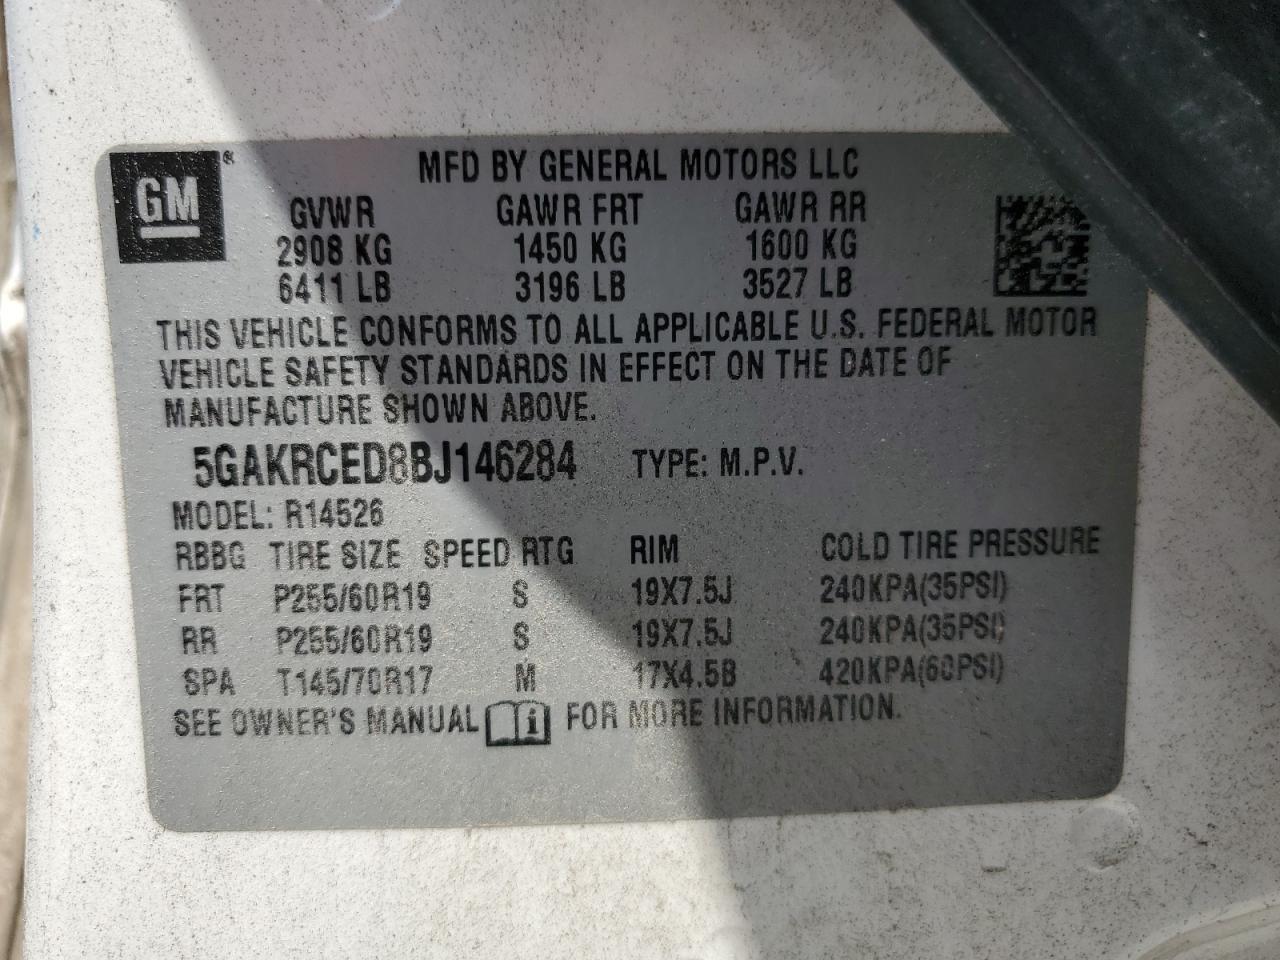 GM®
MFD BY GENERAL MOTORS LLC
GVWR GAWR FRT GAWR RR
2908 KG 1450 KG 1600 KG
6411 LB 3196 LB 3527 LB
THIS VEHICLE CONFORMS TO ALL APPLICABLE U.S. FEDERAL MOTOR
VEHICLE SAFETY STANDARDS IN EFFECT ON THE DATE OF
MANUFACTURE SHOWN ABOVE.
5GAKRCED8BJ146284 TYPE: M.P.V.
MODEL: R14526
RBBG TIRE SIZE SPEED RTG RIM COLD TIRE PRESSURE
FRT P255/60R19 S 19X7.5J 240KPA(35PSI)
RR P255/60R19 S 19X7.5J 240KPA(35PSI)
SPA T145/70R17 M 17X4.5B 420KPA(60PSI)
SEE OWNER'S MANUAL i FOR MORE INFORMATION.